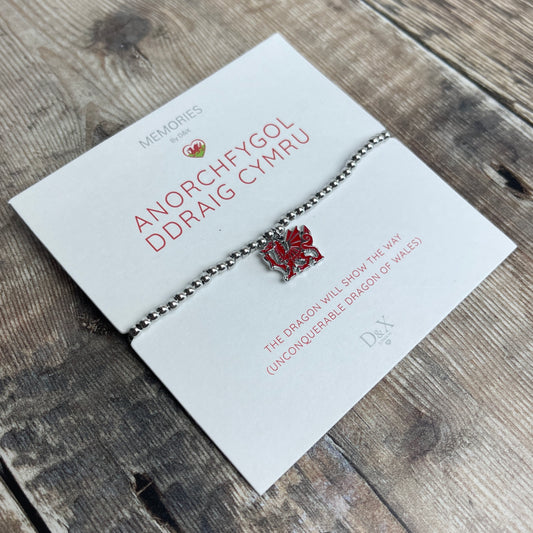 MEMORIES
By D&X
ANORCHFYGOL
DDRAIG CYMRU
THE DRAGON WILL SHOW THE WAY
(UNCONQUERABLE DRAGON OF WALES)
D&X